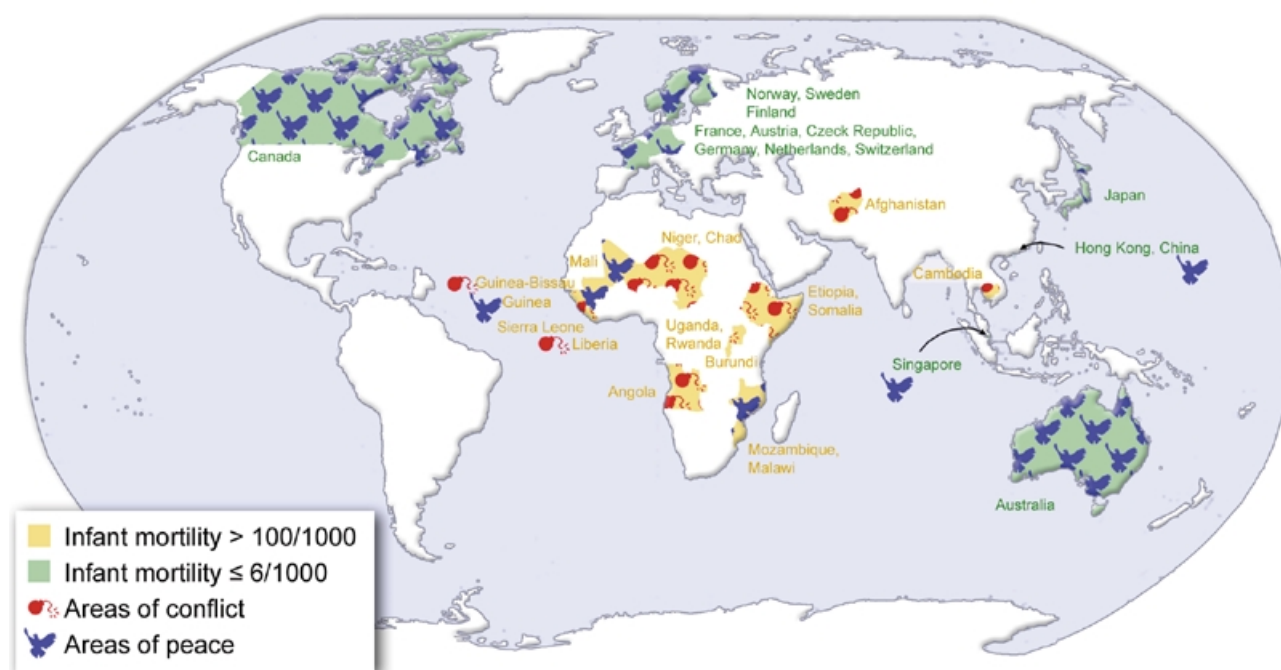 Norway, Sweden
Finland
France, Austria, Czeck Republic,
Germany, Netherlands, Switzerland
Canada
Japan
Afghanistan
Hong Kong, China
Niger, Chad
Mali
Guinea-Bissau
Guinea
Cambodia
Etiopia,
Somalia
Sierra Leone
Liberia
Uganda,
Rwanda
Burundi
Singapore
Angola
Mozambique,
Malawi
Australia
Infant mortility > 100/1000
Infant mortility ≤ 6/1000
Areas of conflict
Areas of peace